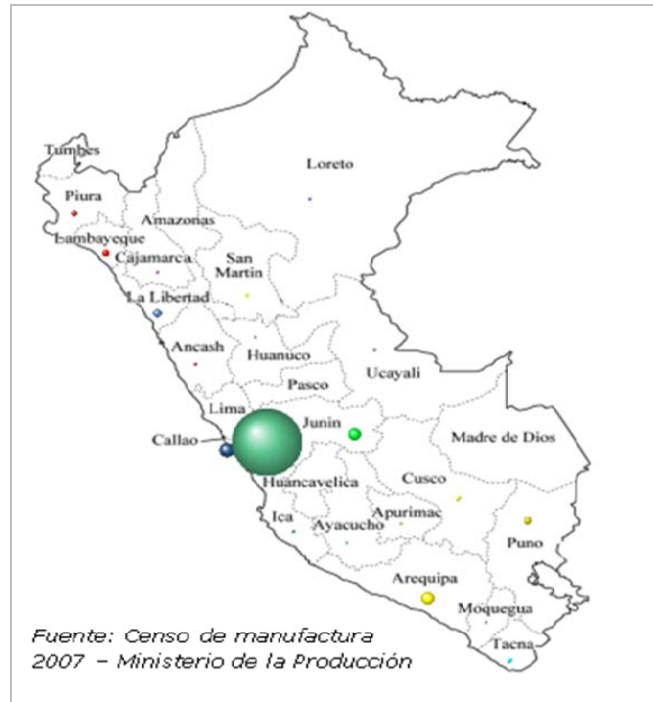 Tumbes
Loreto
Piura
Amazonas
Lambayeque
Cajamarca
San
Martin
La Libertad
Ancash
Huanuco
Ucayali
Pasco
Lima
Junin
Callao
Madre de Dios
Cusco
Huancavelica
Ica
Ayacucho
Apurimac
Puno
Arequipa
Moquegua
Tacna
Fuente: Censo de manufactura
2007 – Ministerio de la Producción